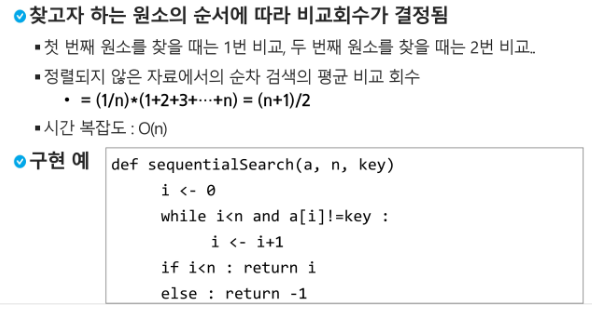 찾고자 하는 원소의 순서에 따라 비교회수가 결정됨
첫 번째 원소를 찾을 때는 1번 비교, 두 번째 원소를 찾을 때는 2번 비교..
정렬되지 않은 자료에서의 순차 검색의 평균 비교 회수
= (1/n)*(1+2+3+⋯+n) = (n+1)/2
시간 복잡도 : O(n)
구현 예
def sequentialSearch(a, n, key)
i <- 0
while i<n and a[i]!=key :
i <- i+1
if i<n : return i
else : return -1